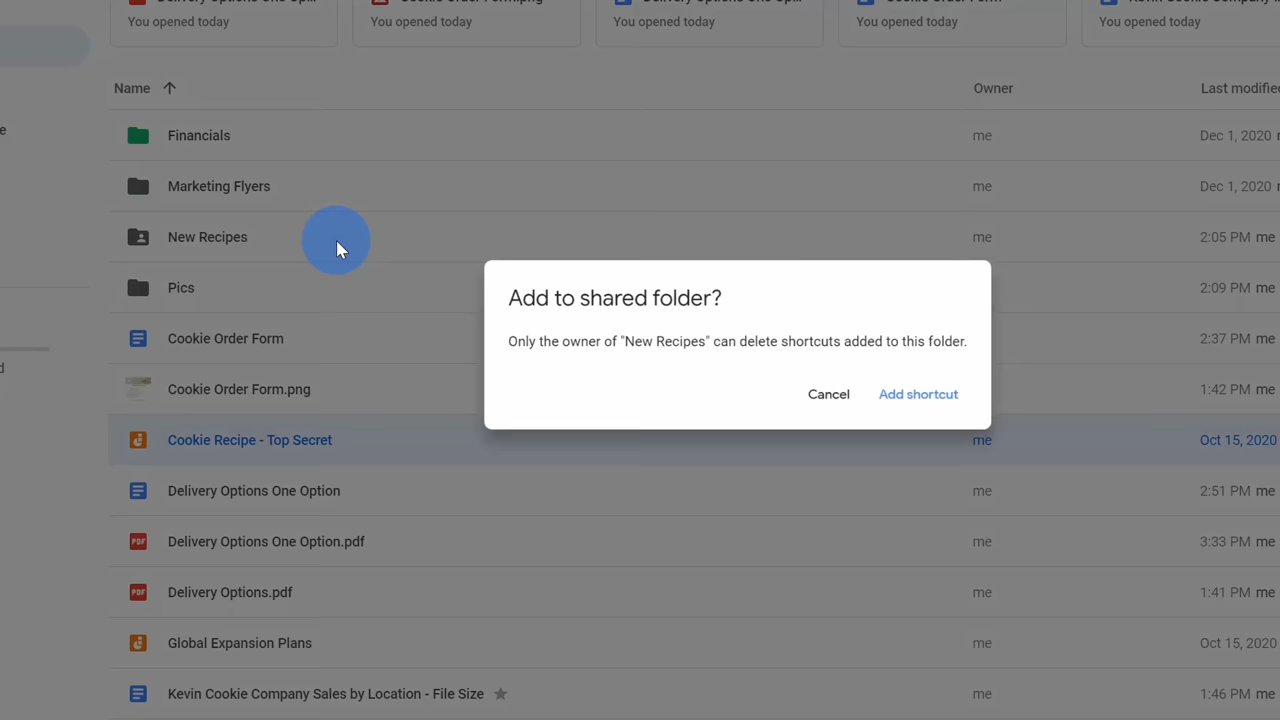 You opened today
You opened today
You opened today
You opened today
You opened today
Name Owner Last modifie
Financials me Dec 1, 2020
Marketing Flyers me Dec 1, 2020
New Recipes me 2:05 PM me
Add to shared folder?
Only the owner of "New Recipes" can delete shortcuts added to this folder.
Cancel Add shortcut
Pics 2:09 PM me
Cookie Order Form 2:37 PM me
Cookie Order Form.png 1:42 PM me
Cookie Recipe - Top Secret me Oct 15, 2020
Delivery Options One Option me 2:51 PM me
PDF Delivery Options One Option.pdf me 3:33 PM me
PDF Delivery Options.pdf me 1:41 PM me
Global Expansion Plans me Oct 15, 2020
Kevin Cookie Company Sales by Location - File Size me 1:46 PM me